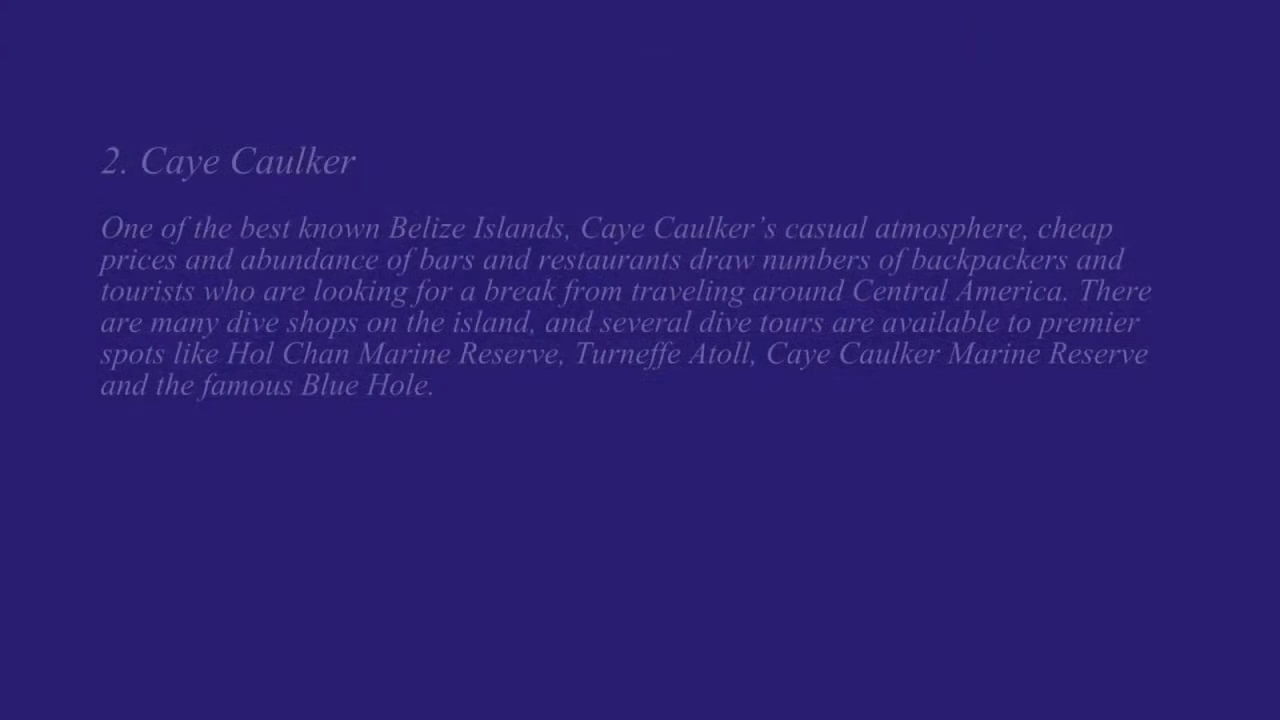 2. Caye Caulker
One of the best known Belize Islands, Caye Caulker’s casual atmosphere, cheap
prices and abundance of bars and restaurants draw numbers of backpackers and
tourists who are looking for a break from traveling around Central America. There
are many dive shops on the island, and several dive tours are available to premier
spots like Hol Chan Marine Reserve, Turneffe Atoll, Caye Caulker Marine Reserve
and the famous Blue Hole.